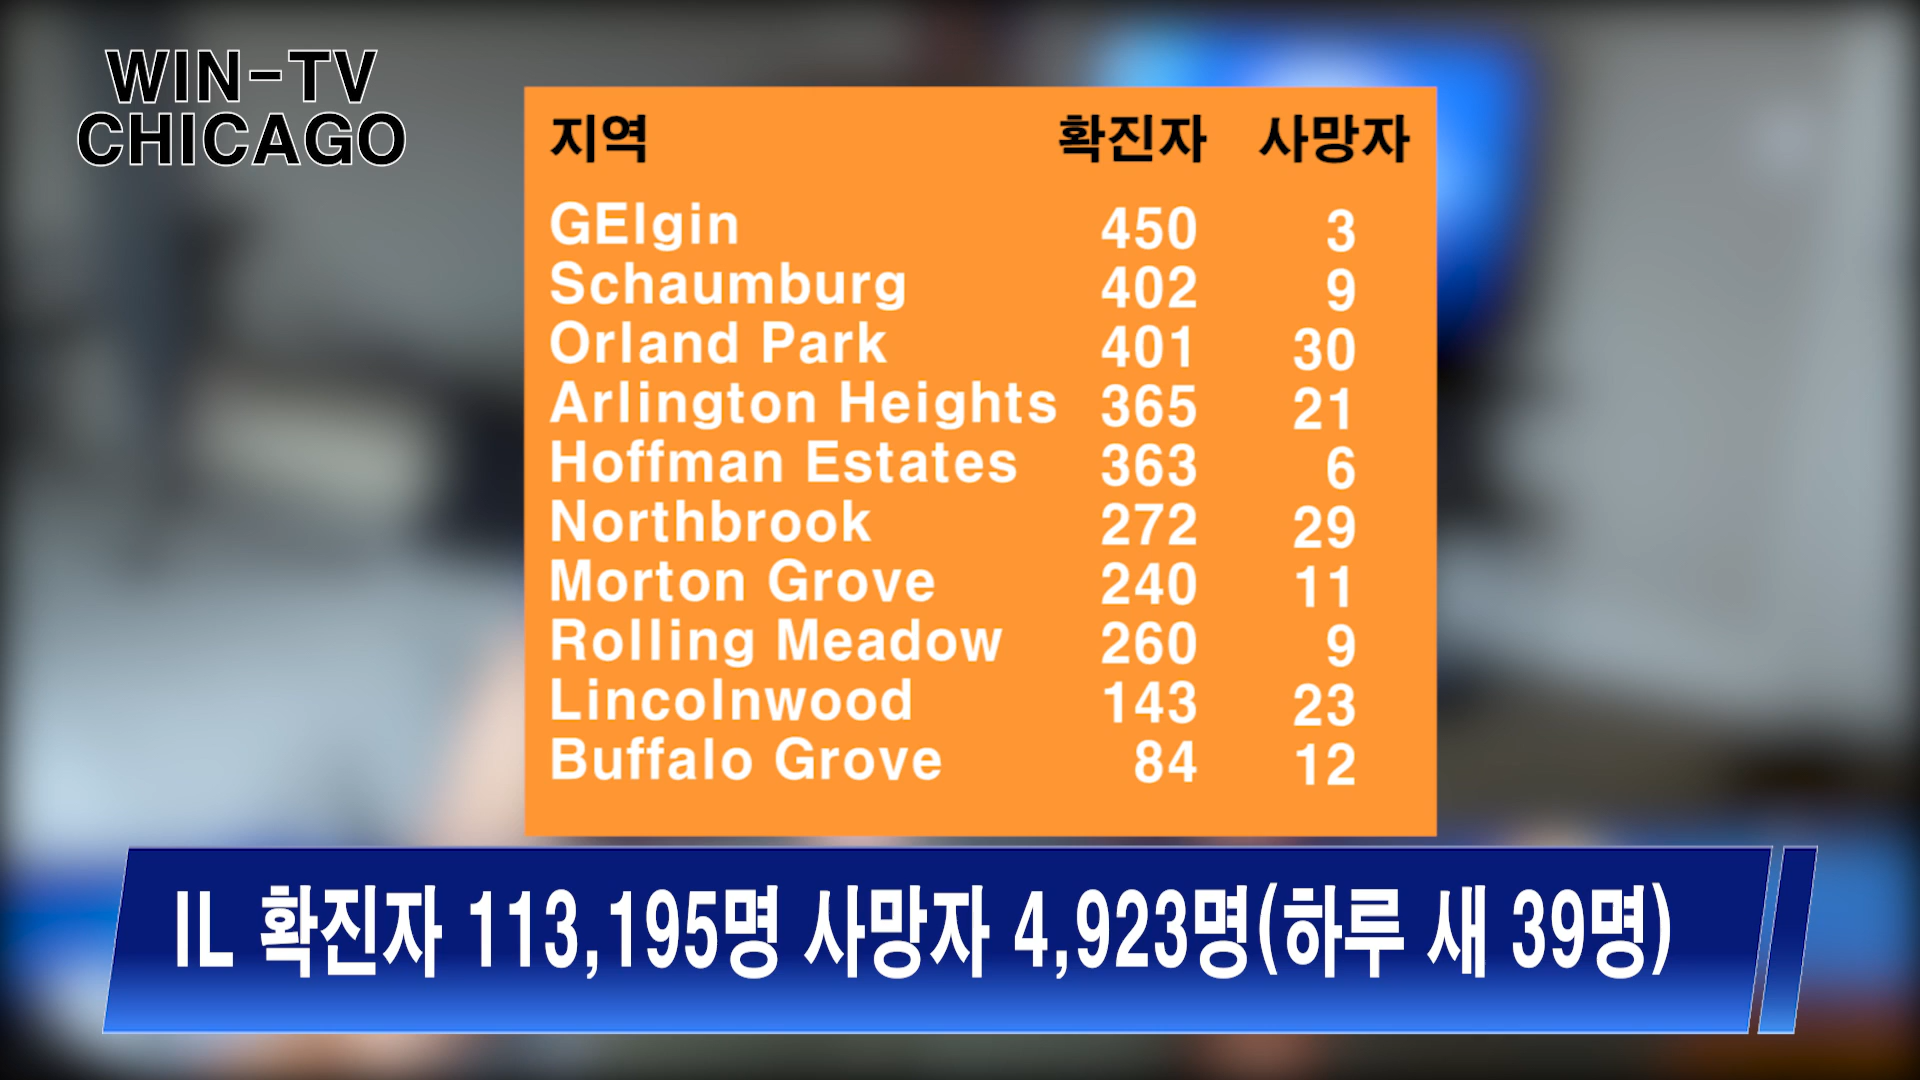 WIN-TV
CHICAGO
지역 확진자 사망자
GElgin 450 3
Schaumburg 402 9
Orland Park 401 30
Arlington Heights 365 21
Hoffman Estates 363 6
Northbrook 272 29
Morton Grove 240 11
Rolling Meadow 260 9
Lincolnwood 143 23
Buffalo Grove 84 12
IL 확진자 113,195명 사망자 4,923명(하루 새 39명)